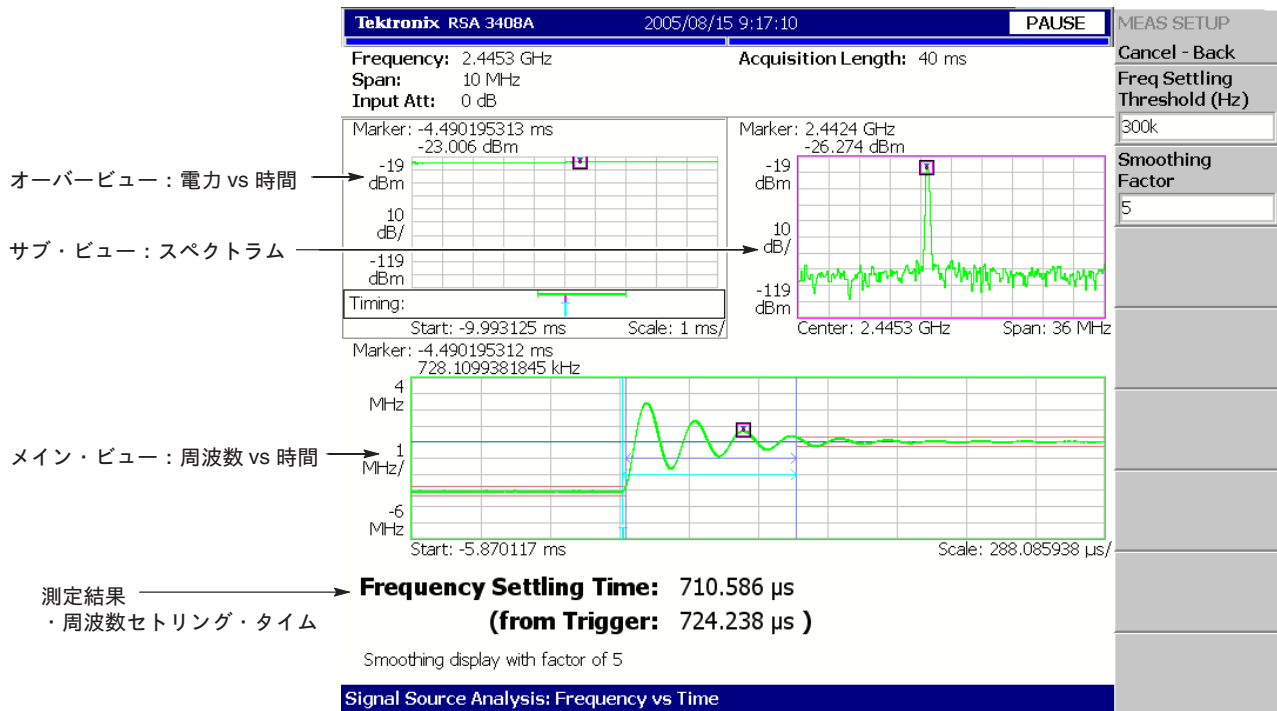 Tektronix RSA 3408A 2005/08/15 9:17:10 PAUSE
MEAS SETUP
Cancel - Back
Freq Settling
Threshold (Hz)
300k
Smoothing
Factor
5
Frequency: 2.4453 GHz
Span: 10 MHz
Input Att: 0 dB
Acquisition Length: 40 ms
オーバービュー：電力 vs 時間
サブ・ビュー：スペクトラム
Marker: -4.490195313 ms
-23.006 dBm
-19
dBm
10
dB/
-119
dBm
Timing:
Start: -9.993125 ms Scale: 1 ms/
Marker: 2.4424 GHz
-26.274 dBm
-19
dBm
10
dB/
-119
dBm
Center: 2.4453 GHz Span: 36 MHz
メイン・ビュー：周波数 vs 時間
Marker: -4.490195312 ms
728.1099381845 kHz
4
MHz
1
MHz/
-6
MHz
Start: -5.870117 ms Scale: 288.085938 µs/
測定結果
・周波数セトリング・タイム
Frequency Settling Time: 710.586 µs
(from Trigger: 724.238 µs )
Smoothing display with factor of 5
Signal Source Analysis: Frequency vs Time